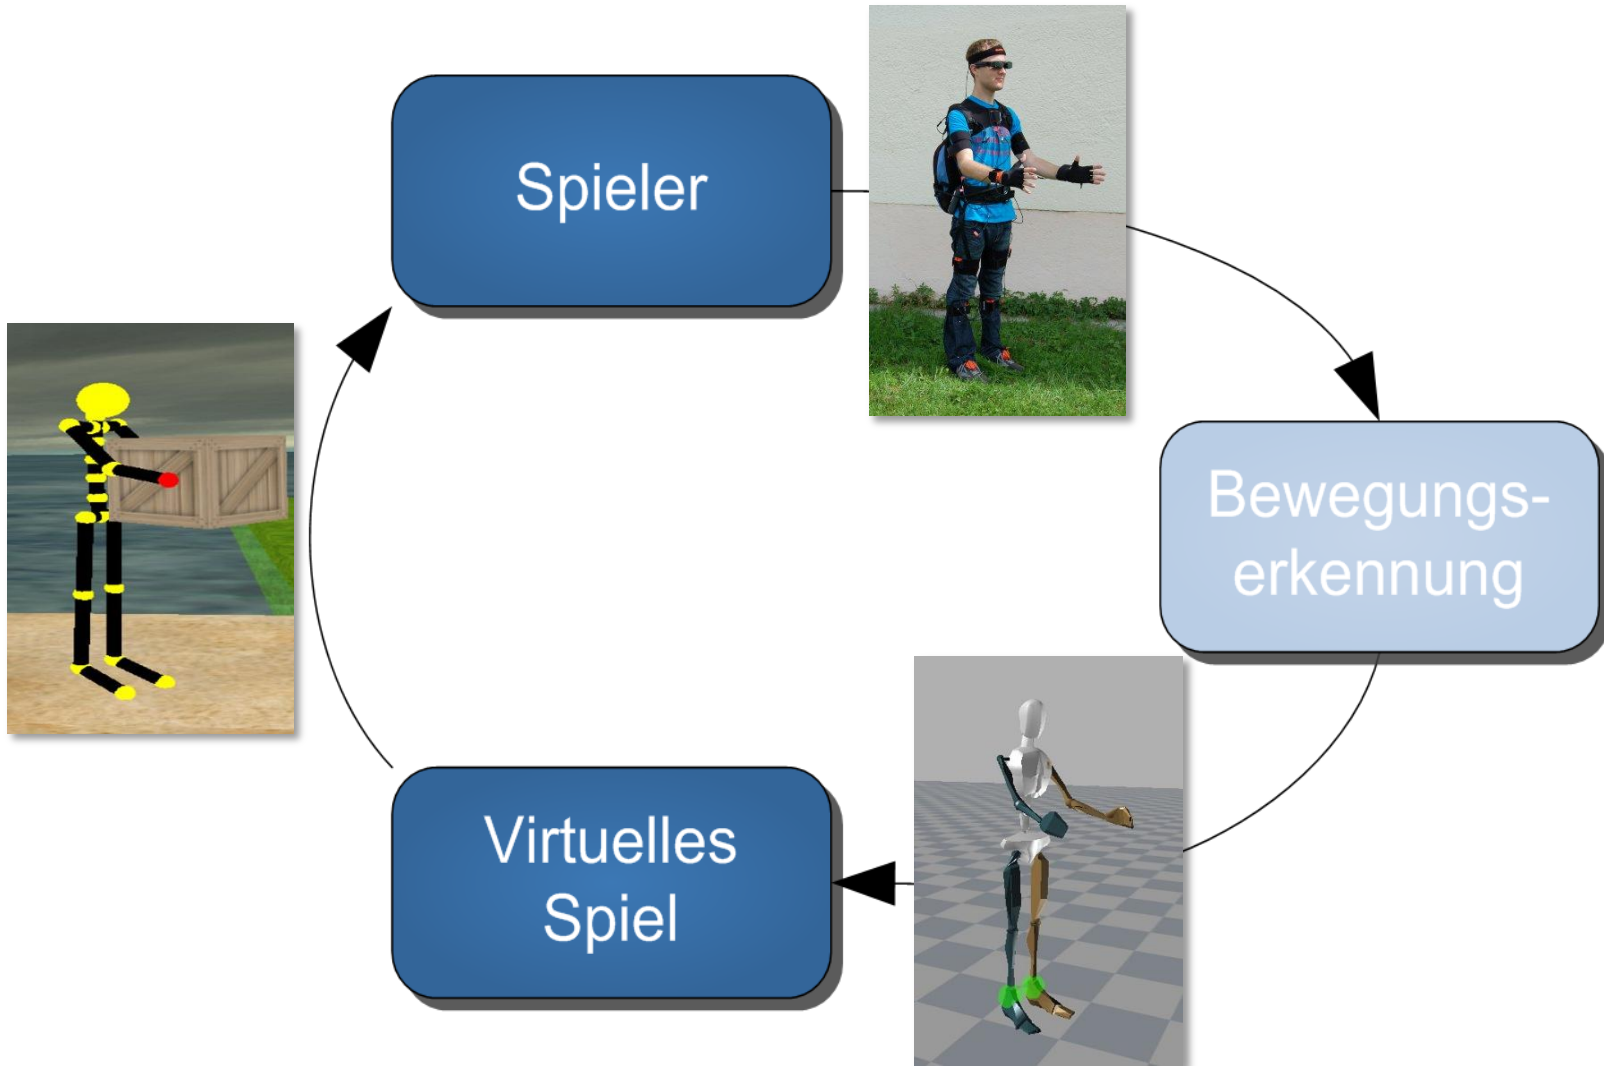 Spieler
Bewegungs-
erkennung
Virtuelles
Spiel